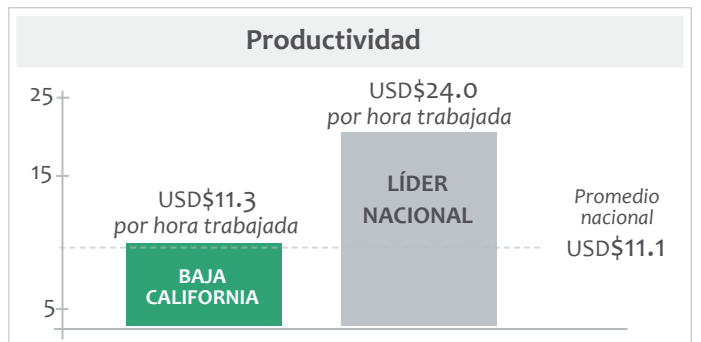 Productividad
25
USD$24.0
por hora trabajada
15
LÍDER
NACIONAL
USD$11.3
por hora trabajada
Promedio
nacional
USD$11.1
BAJA
CALIFORNIA
5